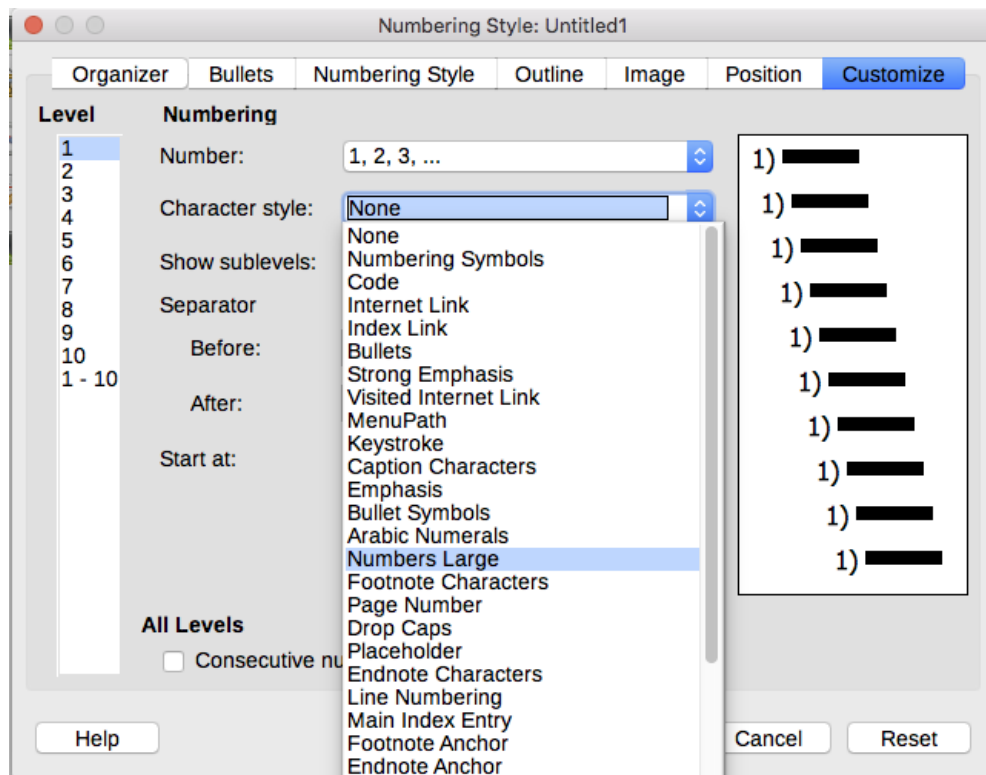 Numbering Style: Untitled1
Organizer Bullets Numbering Style Outline Image Position Customize
Level Numbering
1
2
3
4
5
6
7
8
9
10
1 - 10
Number: 1, 2, 3, ...
Character style: None
Show sublevels:
Separator
Before:
After:
Start at:
None
Numbering Symbols
Code
Internet Link
Index Link
Bullets
Strong Emphasis
Visited Internet Link
MenuPath
Keystroke
Caption Characters
Emphasis
Bullet Symbols
Arabic Numerals
Numbers Large
Footnote Characters
Page Number
Drop Caps
Placeholder
Endnote Characters
Line Numbering
Main Index Entry
Footnote Anchor
Endnote Anchor
1)
1)
1)
1)
1)
1)
1)
1)
1)
1)
All Levels
Consecutive nu
Help Cancel Reset